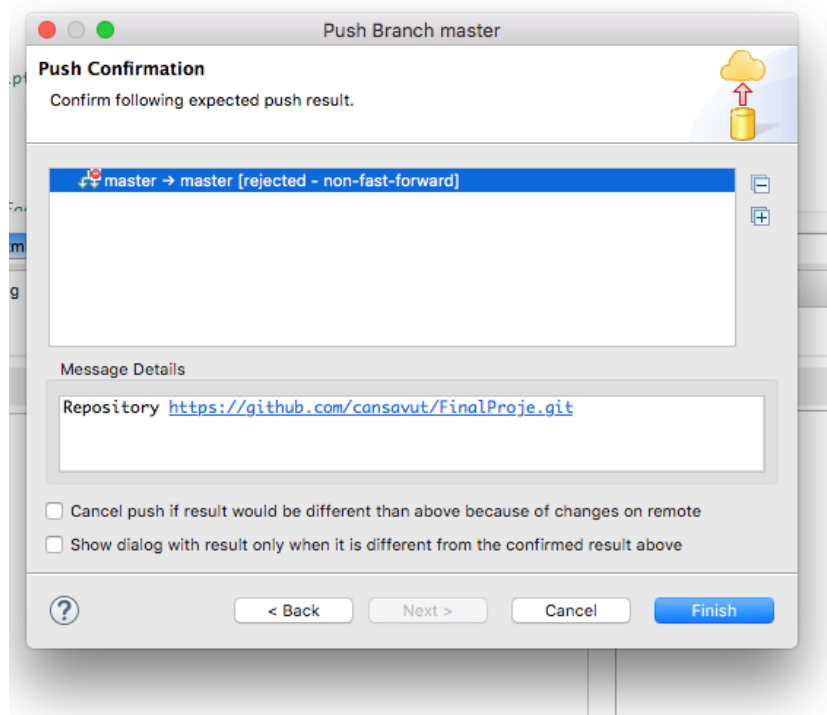 Push Branch master
Push Confirmation
Confirm following expected push result.
master → master [rejected - non-fast-forward]
Message Details
Repository https://github.com/cansavut/FinalProje.git
Cancel push if result would be different than above because of changes on remote
Show dialog with result only when it is different from the confirmed result above
?
< Back
Next >
Cancel
Finish